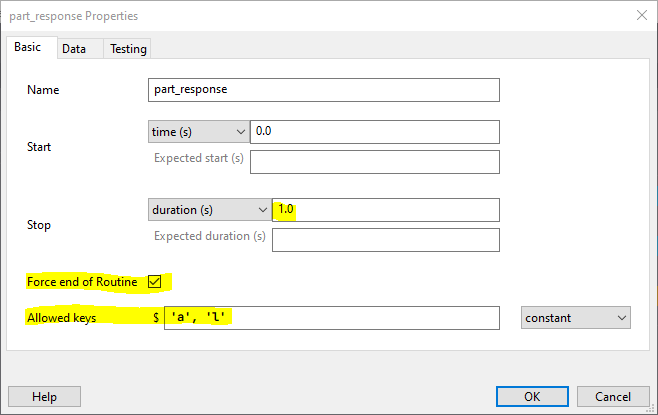 part_response Properties
Basic Data Testing
Name part_response
Start time (s) 0.0
Expected start (s)
Stop duration (s) 1.0
Expected duration (s)
Force end of Routine
Allowed keys $ 'a', 'l' constant
Help OK Cancel